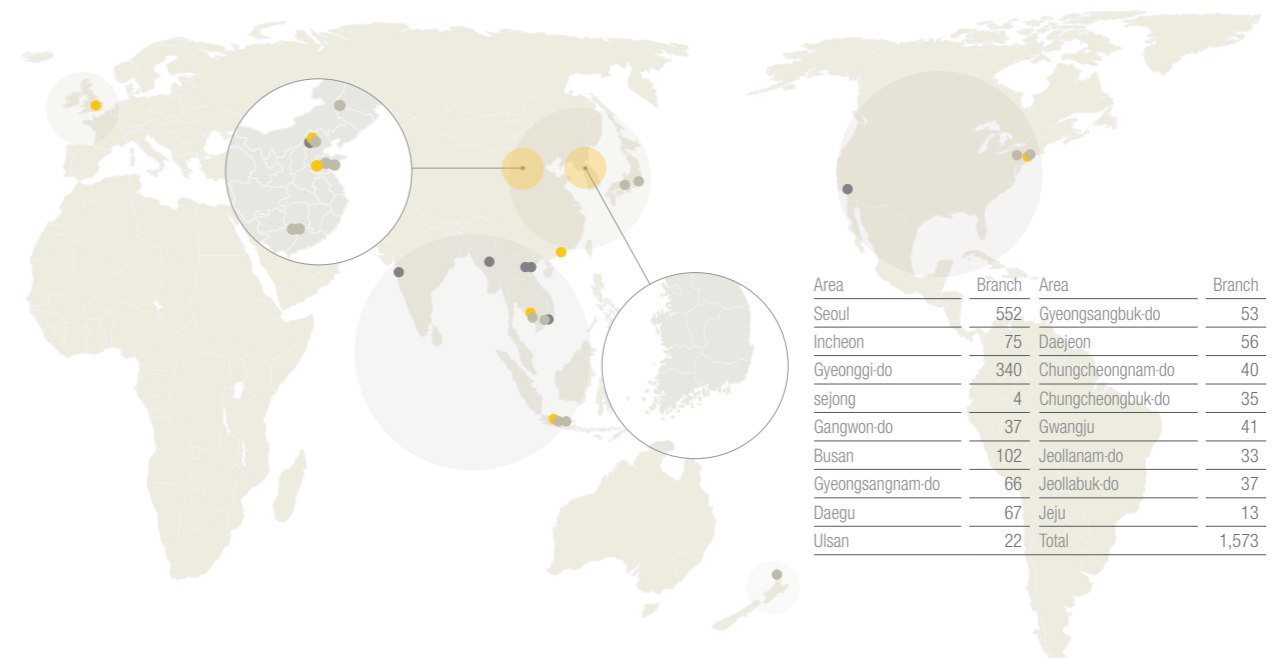 Area Branch Area Branch
Seoul 552 Gyeongsangbuk-do 53
Incheon 75 Daejeon 56
Gyeonggi-do 340 Chungcheongnam-do 40
sejong 4 Chungcheongbuk-do 35
Gangwon-do 37 Gwangju 41
Busan 102 Jeollanam-do 33
Gyeongsangnam-do 66 Jeollabuk-do 37
Daegu 67 Jeju 13
Ulsan 22 Total 1,573